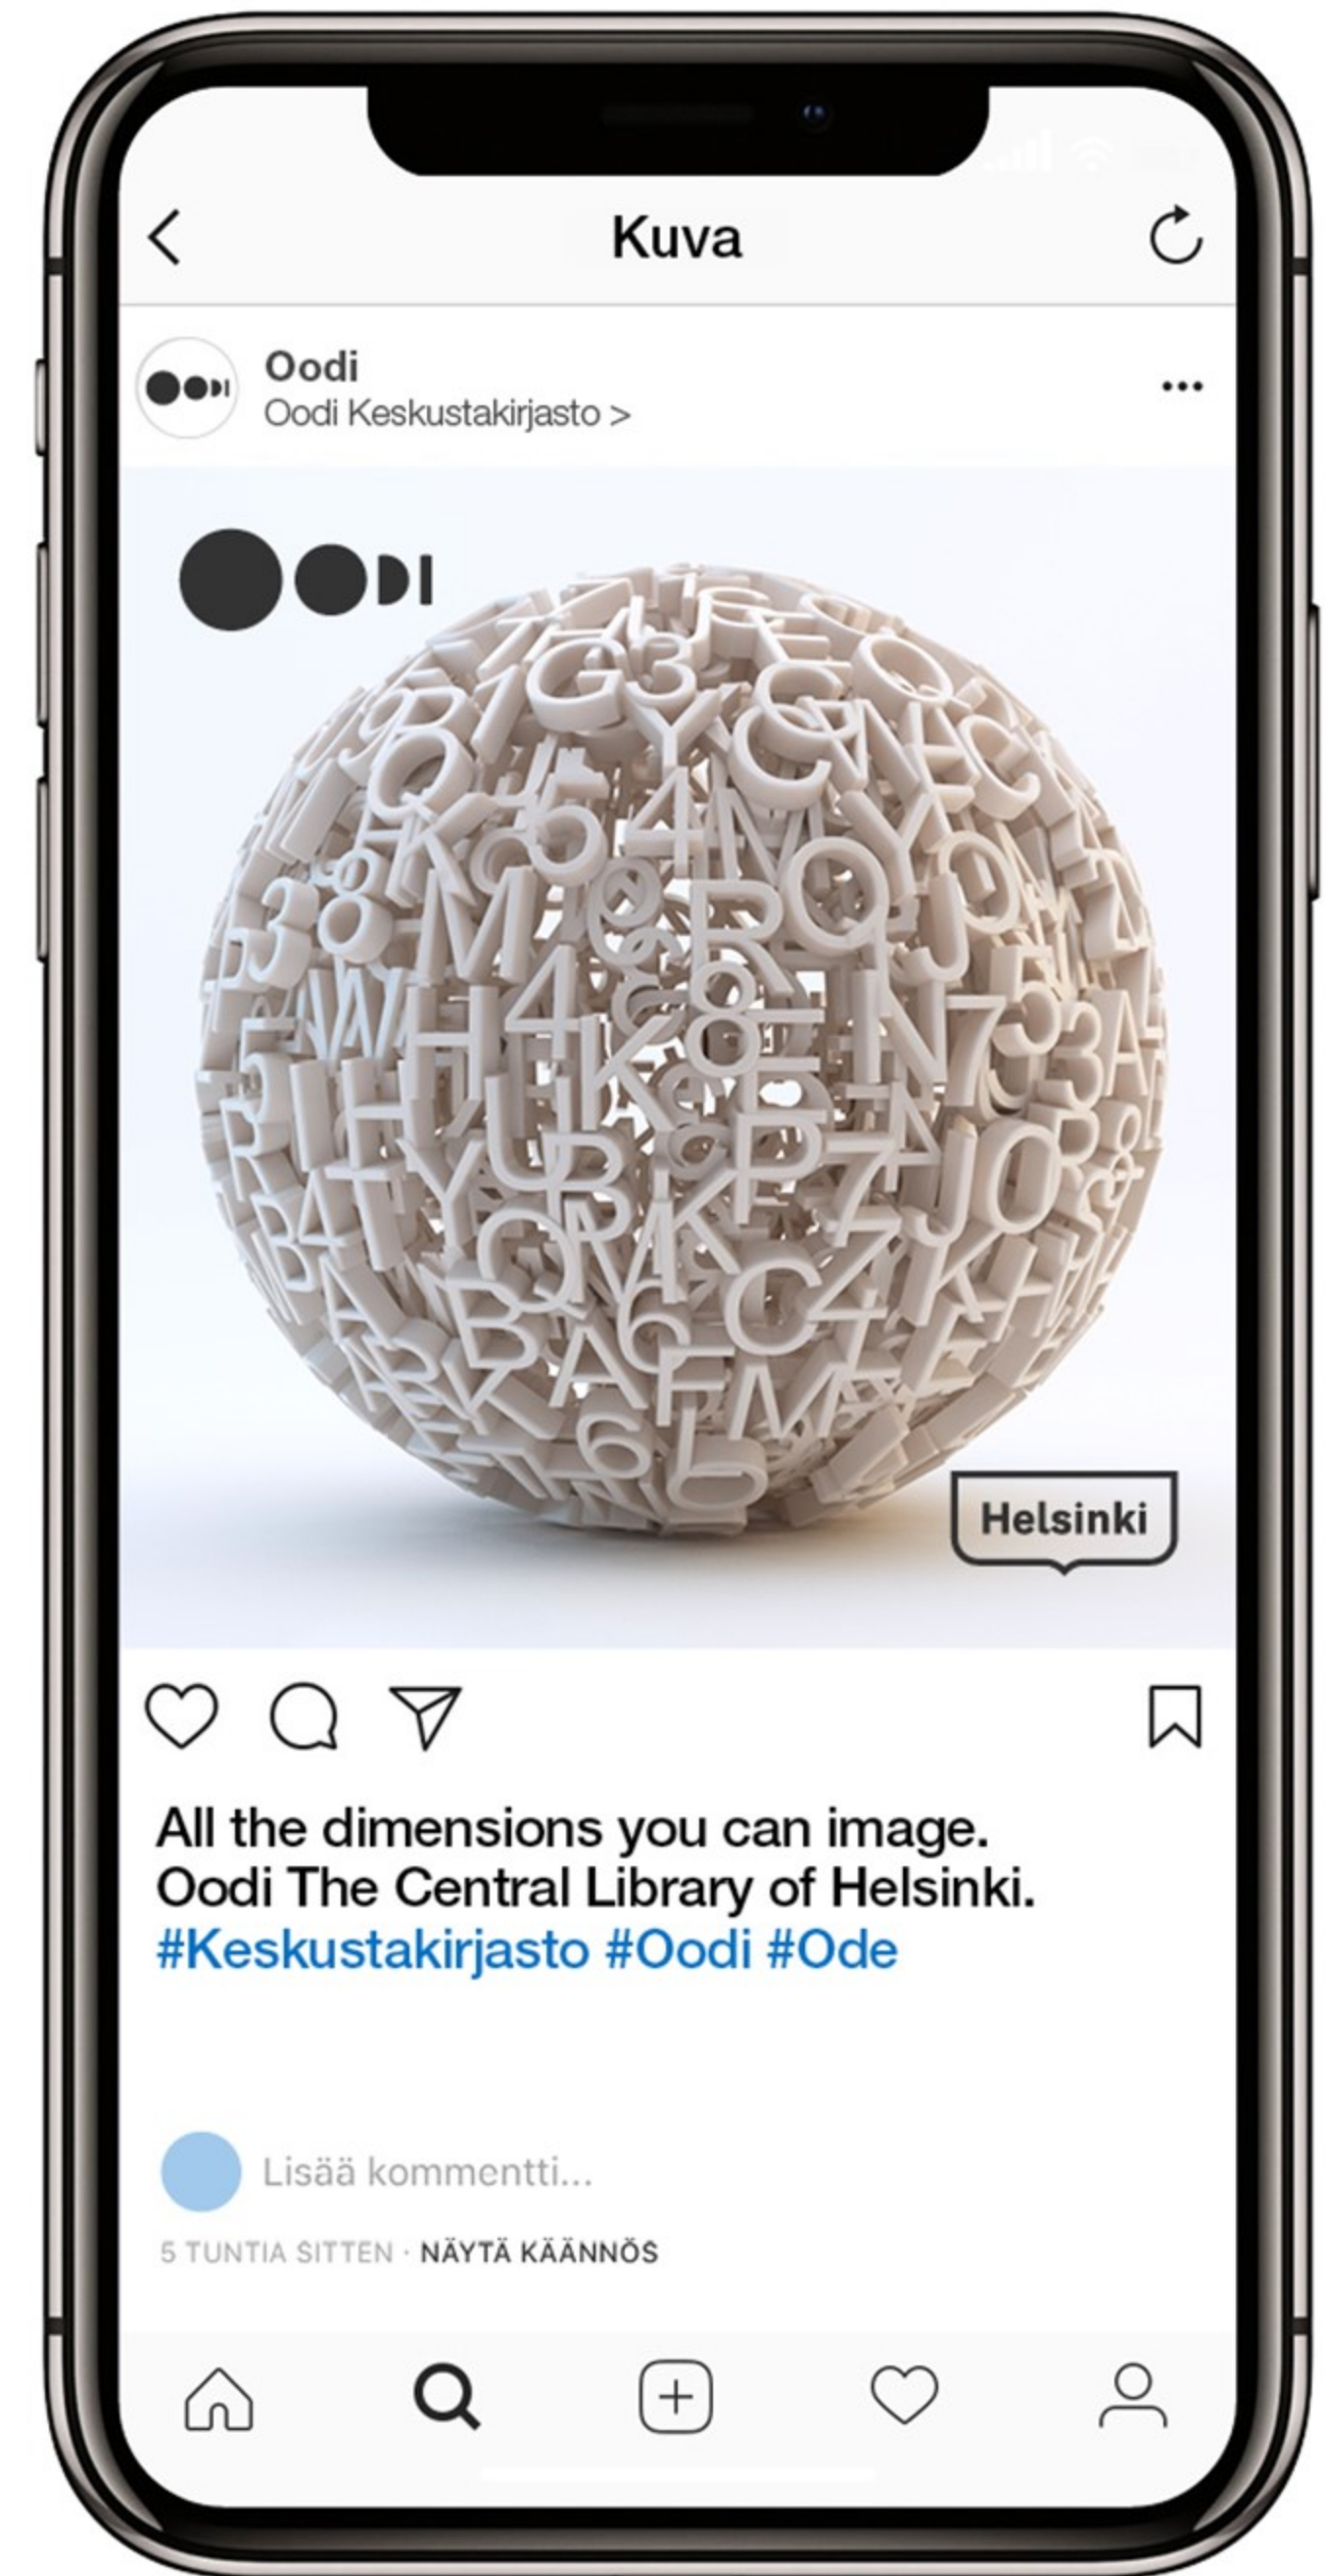 Kuva
Oodi
Oodi Keskustakirjasto >
OODI
Helsinki
All the dimensions you can image.
Oodi The Central Library of Helsinki.
#Keskustakirjasto #Oodi #Ode
Lisää kommentti...
5 TUNTIA SITTEN · NÄYTÄ KÄÄNNÖS